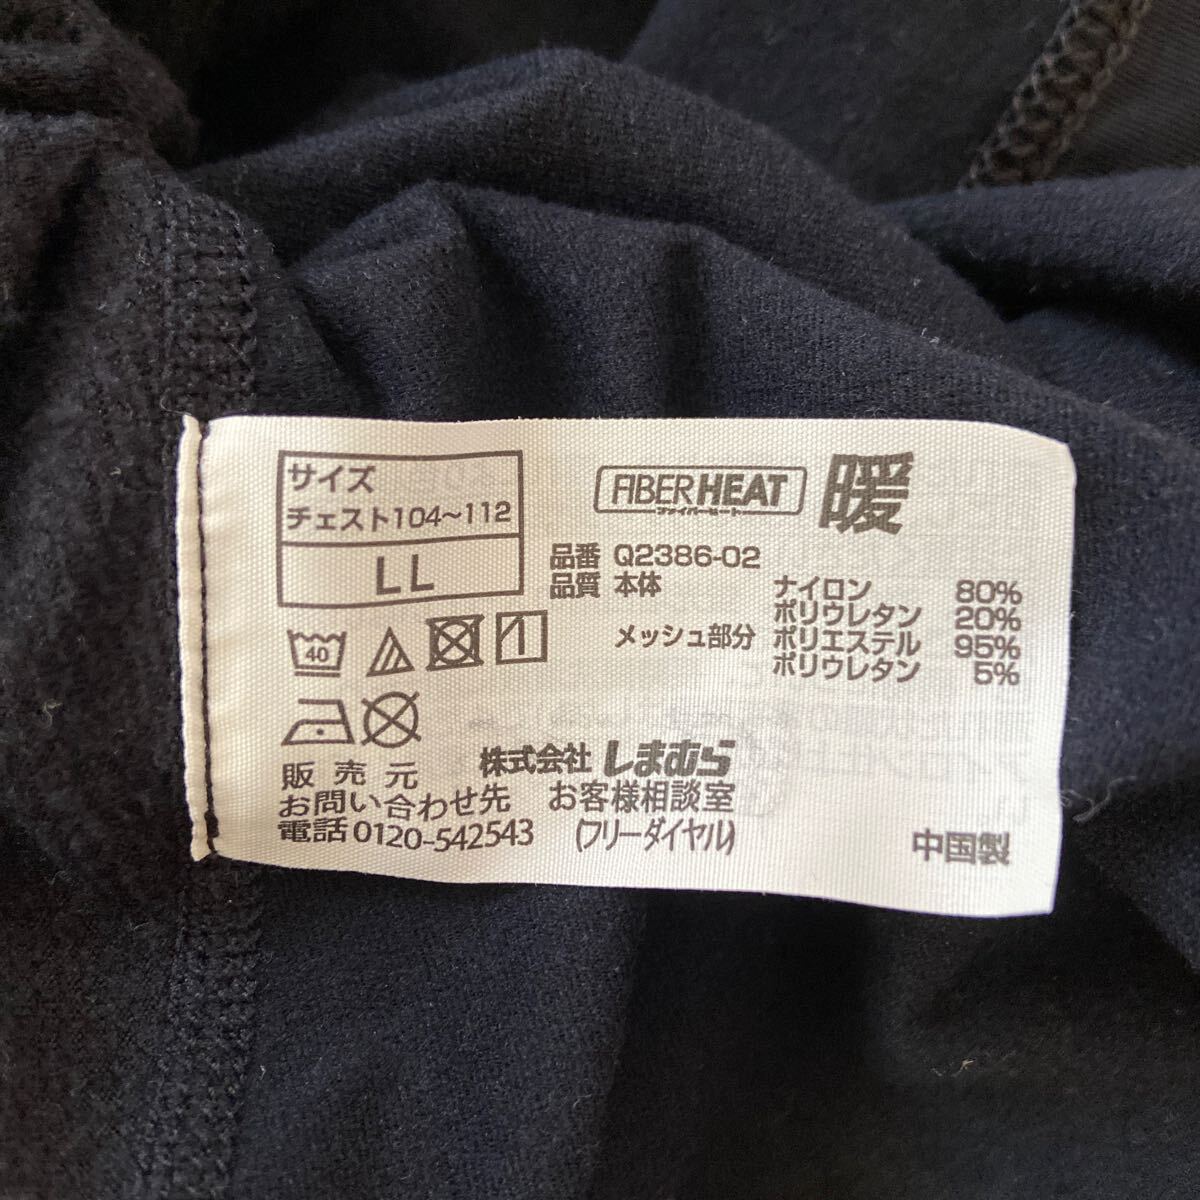 サイズ
チェスト104~112
LL
FIBERHEAT 暖
ファイバーヒート
品番 Q2386-02
品質 本体 ナイロン 80%
ポリウレタン 20%
メッシュ部分 ポリエステル 95%
ポリウレタン 5%
40
販売元 株式会社 しまむら
お問い合わせ先 お客様相談室
電話0120-542543 (フリーダイヤル)
中国製